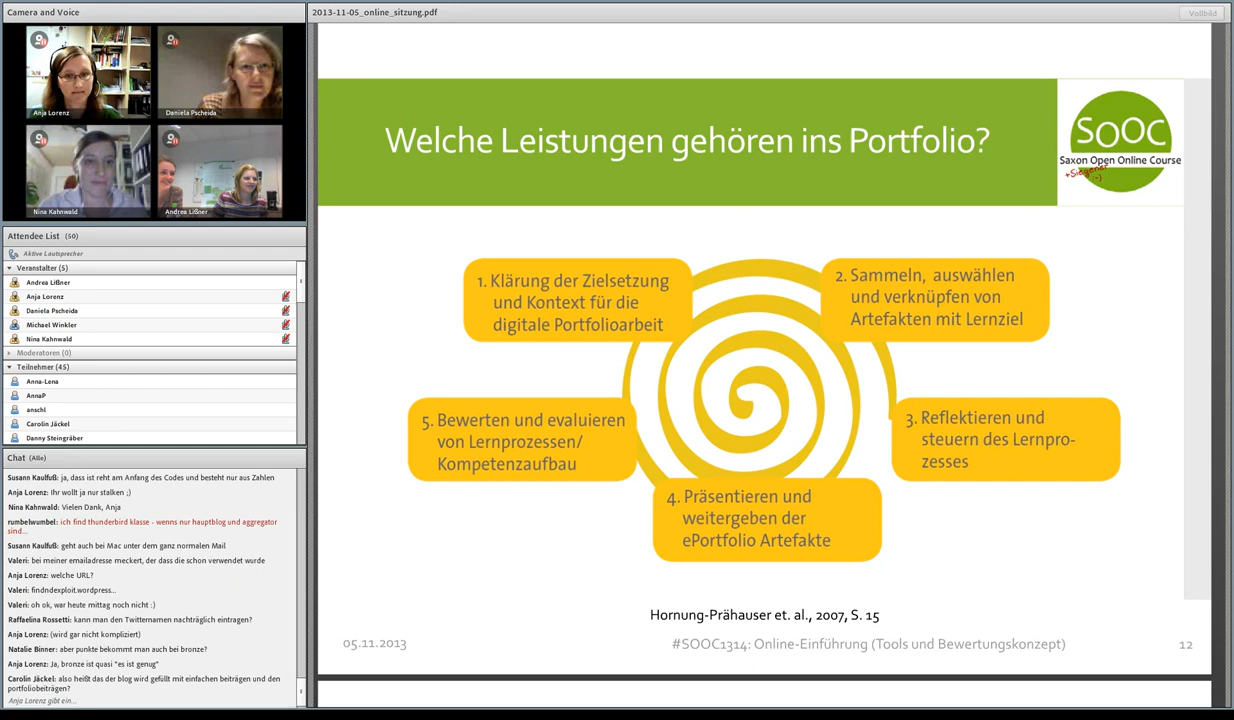 Camera and Voice
Anja Lorenz
Daniela Pscheida
Nina Kahnwald
Andrea Lißner
Attendee List (50)
Aktive Lautsprecher
Veranstalter (5)
Andrea Lißner
Anja Lorenz
Daniela Pscheida
Michael Winkler
Nina Kahnwald
Moderatoren (0)
Teilnehmer (45)
Anna-Lena
AnnaP
anschl
Carolin Jäckel
Danny Steingräber
Chat (Alle)
Susann Kaulfuß: ja, dass ist reht am Anfang des Codes und besteht nur aus Zahlen
Anja Lorenz: Ihr wollt ja nur stalken ;)
Nina Kahnwald: Vielen Dank, Anja
rumbelwumbel: ich find thunderbird klasse - wenns nur hauptblog und aggregator
sind...
Susann Kaulfuß: geht auch bei Mac unter dem ganz normalen Mail
Valeri: bei meiner emailadresse meckert, der dass die schon verwendet wurde
Anja Lorenz: welche URL?
Valeri: findndexploit.wordpress...
Valeri: oh ok, war heute mittag noch nicht :)
Raffaelina Rossetti: kann man den Twitternamen nachträglich eintragen?
Anja Lorenz: (wird gar nicht kompliziert)
Natalie Binner: aber punkte bekommt man auch bei bronze?
Anja Lorenz: Ja, bronze ist quasi "es ist genug"
Carolin Jäckel: also heißt das der blog wird gefüllt mit einfachen beiträgen und den
portfoliobeiträgen?
Anja Lorenz gibt ein...
2013-11-05_online_sitzung.pdf
Vollbild
Welche Leistungen gehören ins Portfolio?
SOOC
Saxon Open Online Course
+Siegener
:-)
1. Klärung der Zielsetzung
und Kontext für die
digitale Portfolioarbeit
2. Sammeln, auswählen
und verknüpfen von
Artefakten mit Lernziel
3. Reflektieren und
steuern des Lernpro-
zesses
4. Präsentieren und
weitergeben der
ePortfolio Artefakte
5. Bewerten und evaluieren
von Lernprozessen/
Kompetenzaufbau
Hornung-Prähauser et. al., 2007, S. 15
05.11.2013
#SOOC1314: Online-Einführung (Tools und Bewertungskonzept)
12